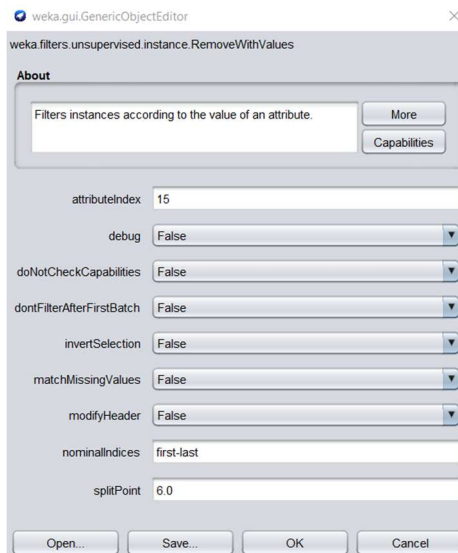 weka.gui.GenericObjectEditor
weka.filters.unsupervised.instance.RemoveWithValues
About
Filters instances according to the value of an attribute.
More
Capabilities
attributeIndex 15
debug False
doNotCheckCapabilities False
dontFilterAfterFirstBatch False
invertSelection False
matchMissingValues False
modifyHeader False
nominalIndices first-last
splitPoint 6.0
Open... Save... OK Cancel